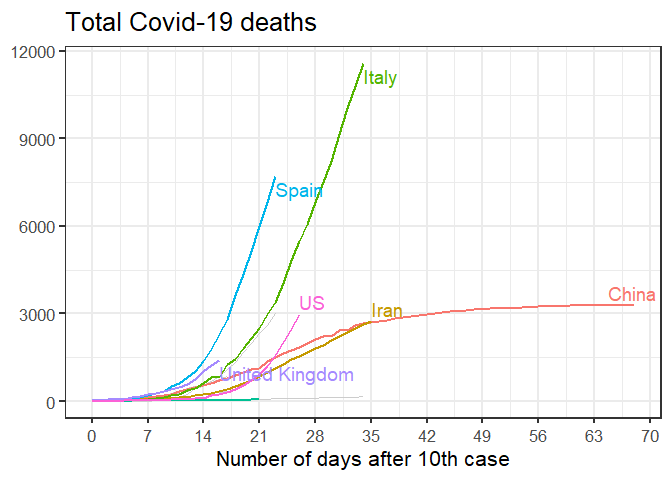 Total Covid-19 deaths
12000
9000
6000
3000
0
Italy
Spain
US
Iran
China
United Kingdom
0 7 14 21 28 35 42 49 56 63 70
Number of days after 10th case